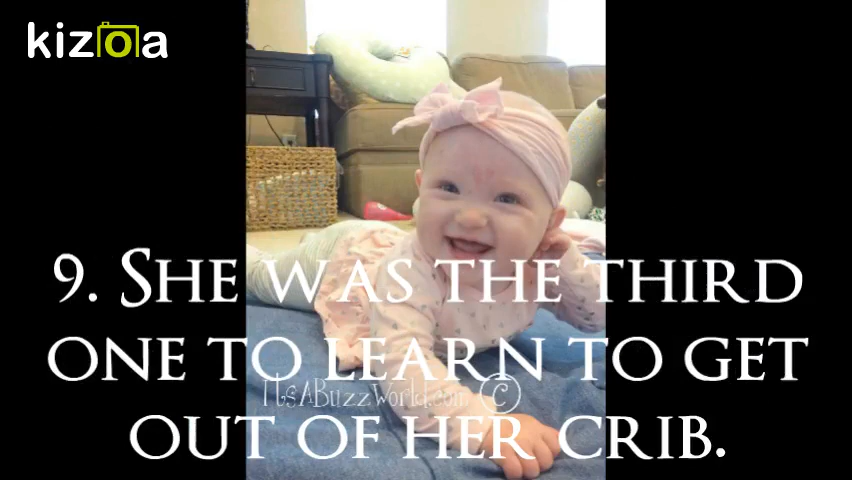 kizoa
9. She was the third
one to learn to get
ItsABuzzWorld.com ©
out of her crib.